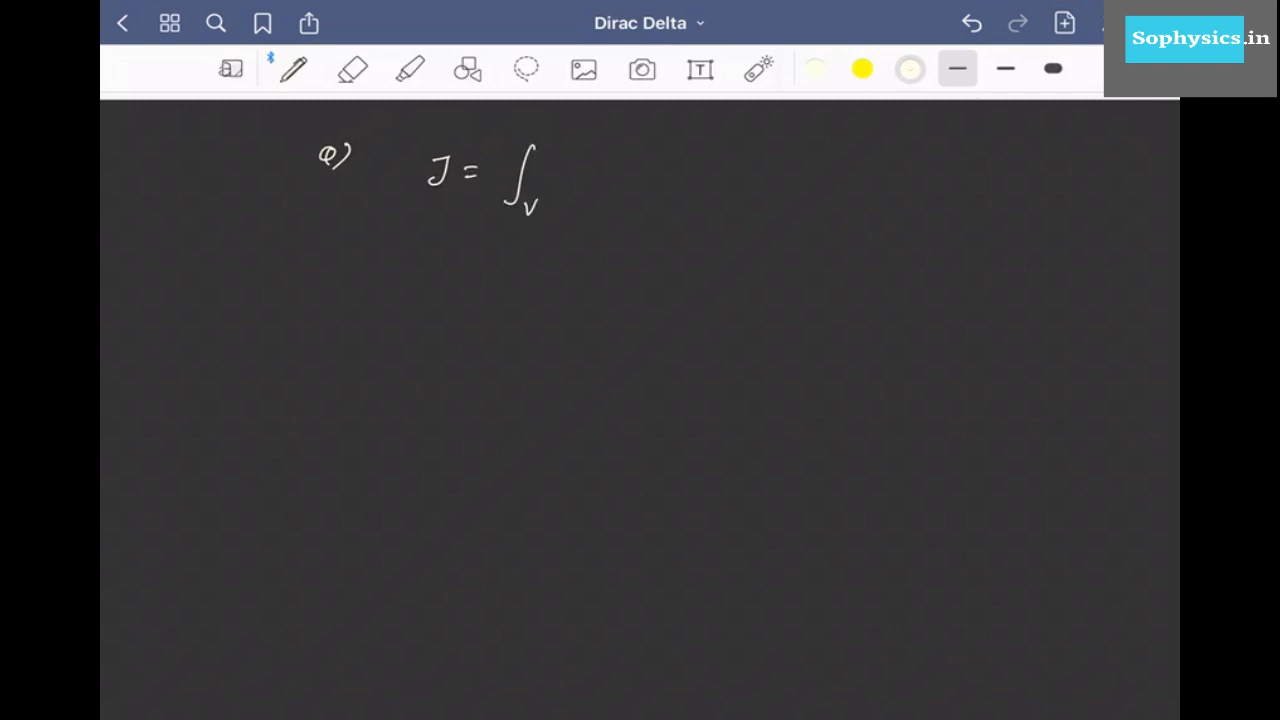 Dirac Delta
Sophysics.in
Q) J = ∫_V